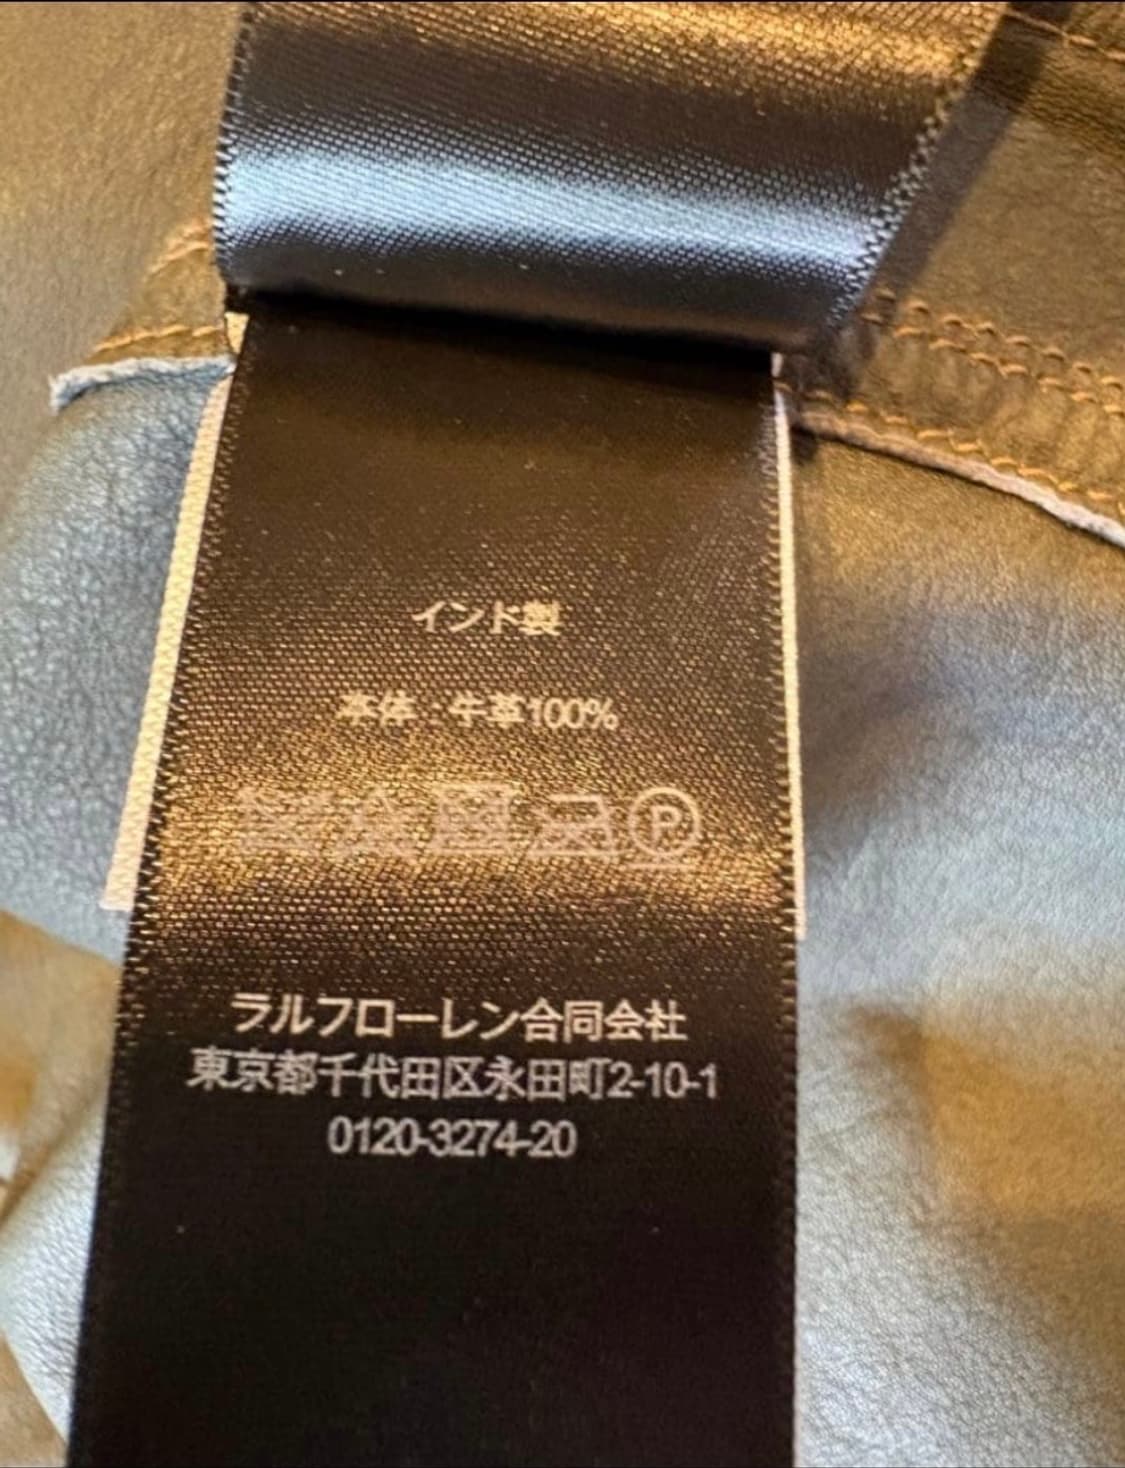 インド製
本体：牛革100%
P
ラルフローレン合同会社
東京都千代田区永田町2-10-1
0120-3274-20